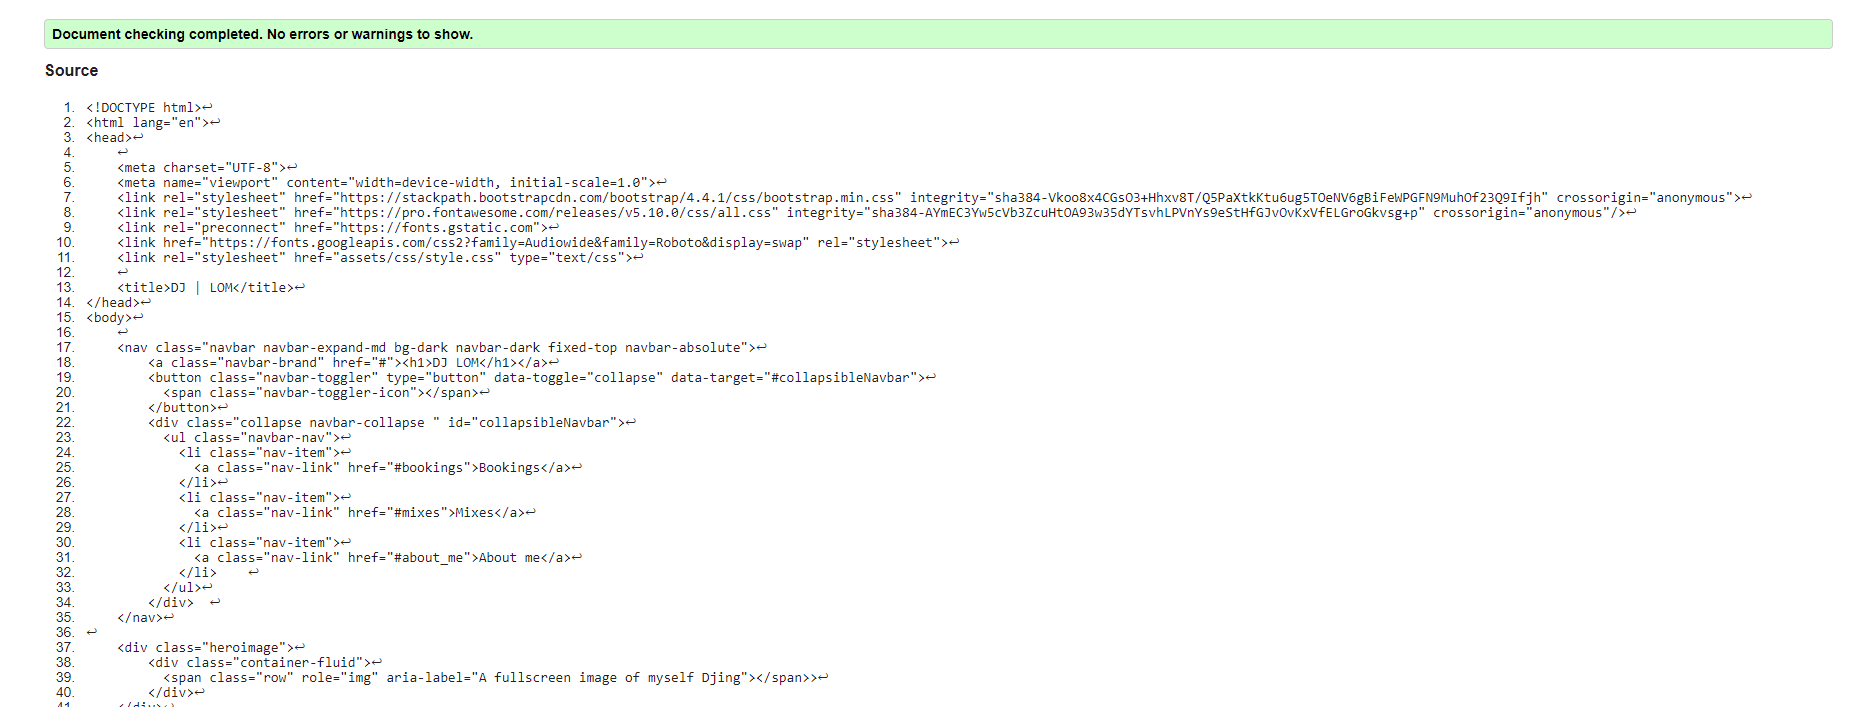 Document checking completed. No errors or warnings to show.
Source
1. <!DOCTYPE html>↩
2. <html lang="en">↩
3. <head>↩
4. ↩
5. <meta charset="UTF-8">↩
6. <meta name="viewport" content="width=device-width, initial-scale=1.0">↩
7. <link rel="stylesheet" href="https://stackpath.bootstrapcdn.com/bootstrap/4.4.1/css/bootstrap.min.css" integrity="sha384-Vkoo8x4CGsO3+Hhxv8T/Q5PaXtkKtu6ug5TOeNV6gBiFeWPGFN9MuhOf23Q9Ifjh" crossorigin="anonymous">↩
8. <link rel="stylesheet" href="https://pro.fontawesome.com/releases/v5.10.0/css/all.css" integrity="sha384-AYmEC3Yw5cVb3ZcuHtOA93w35dYTsvhLPVnYs9eStHfGJvOvKxVfELGroGkvsg+p" crossorigin="anonymous"/>↩
9. <link rel="preconnect" href="https://fonts.gstatic.com">↩
10. <link href="https://fonts.googleapis.com/css2?family=Audiowide&family=Roboto&display=swap" rel="stylesheet">↩
11. <link rel="stylesheet" href="assets/css/style.css" type="text/css">↩
12. ↩
13. <title>DJ | LOM</title>↩
14. </head>↩
15. <body>↩
16. ↩
17. <nav class="navbar navbar-expand-md bg-dark navbar-dark fixed-top navbar-absolute">↩
18. <a class="navbar-brand" href="#"><h1>DJ LOM</h1></a>↩
19. <button class="navbar-toggler" type="button" data-toggle="collapse" data-target="#collapsibleNavbar">↩
20. <span class="navbar-toggler-icon"></span>↩
21. </button>↩
22. <div class="collapse navbar-collapse " id="collapsibleNavbar">↩
23. <ul class="navbar-nav">↩
24. <li class="nav-item">↩
25. <a class="nav-link" href="#bookings">Bookings</a>↩
26. </li>↩
27. <li class="nav-item">↩
28. <a class="nav-link" href="#mixes">Mixes</a>↩
29. </li>↩
30. <li class="nav-item">↩
31. <a class="nav-link" href="#about_me">About me</a>↩
32. </li> ↩
33. </ul>↩
34. </div> ↩
35. </nav>↩
36. ↩
37. <div class="heroimage">↩
38. <div class="container-fluid">↩
39. <span class="row" role="img" aria-label="A fullscreen image of myself Djing"></span>>↩
40. </div>↩
41. </div>↩